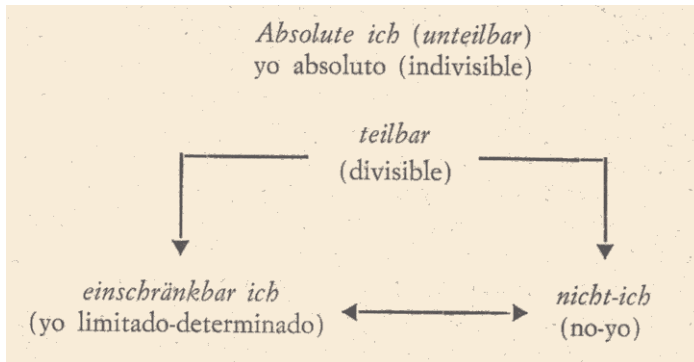 Absolute ich (unteilbar)
yo absoluto (indivisible)
teilbar
(divisible)
einschränkbar ich
(yo limitado-determinado)
nicht-ich
(no-yo)